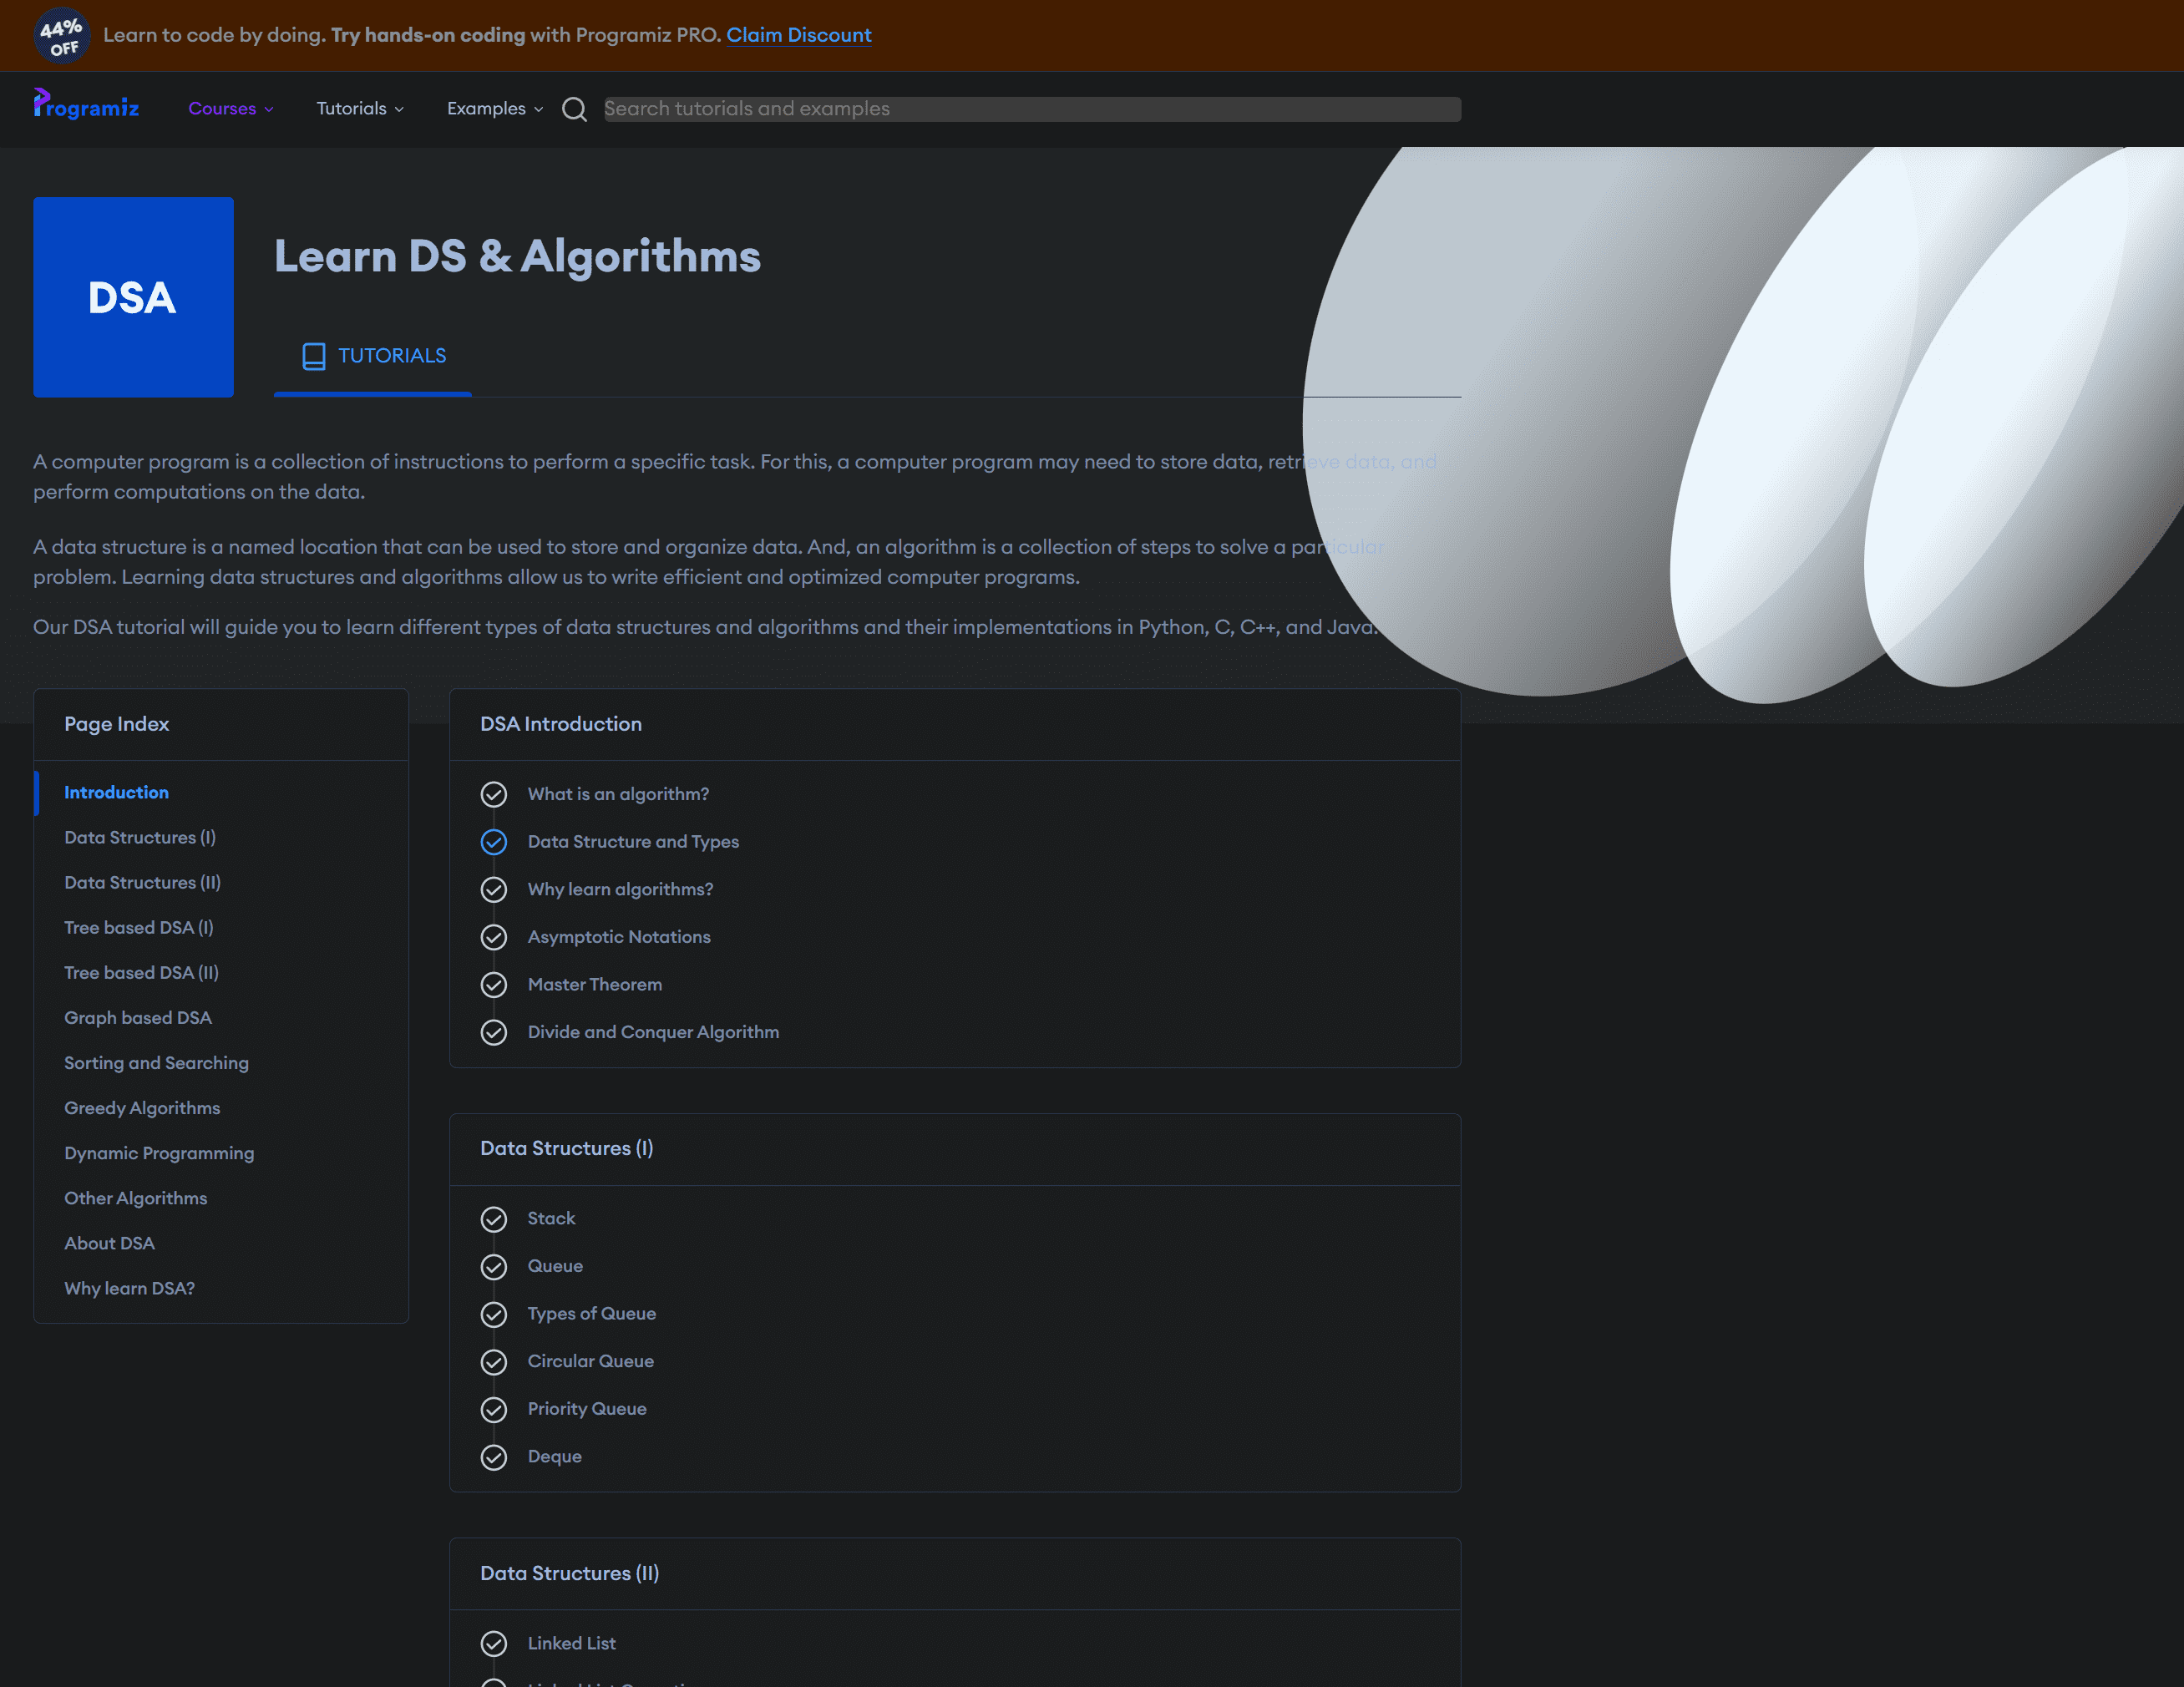 44% OFF
Learn to code by doing. Try hands-on coding with Programiz PRO. Claim Discount
Programiz
Courses
Tutorials
Examples
Search tutorials and examples
DSA
Learn DS & Algorithms
TUTORIALS
A computer program is a collection of instructions to perform a specific task. For this, a computer program may need to store data, retrieve data, and
perform computations on the data.
A data structure is a named location that can be used to store and organize data. And, an algorithm is a collection of steps to solve a particular
problem. Learning data structures and algorithms allow us to write efficient and optimized computer programs.
Our DSA tutorial will guide you to learn different types of data structures and algorithms and their implementations in Python, C, C++, and Java.
Page Index
Introduction
Data Structures (I)
Data Structures (II)
Tree based DSA (I)
Tree based DSA (II)
Graph based DSA
Sorting and Searching
Greedy Algorithms
Dynamic Programming
Other Algorithms
About DSA
Why learn DSA?
DSA Introduction
What is an algorithm?
Data Structure and Types
Why learn algorithms?
Asymptotic Notations
Master Theorem
Divide and Conquer Algorithm
Data Structures (I)
Stack
Queue
Types of Queue
Circular Queue
Priority Queue
Deque
Data Structures (II)
Linked List